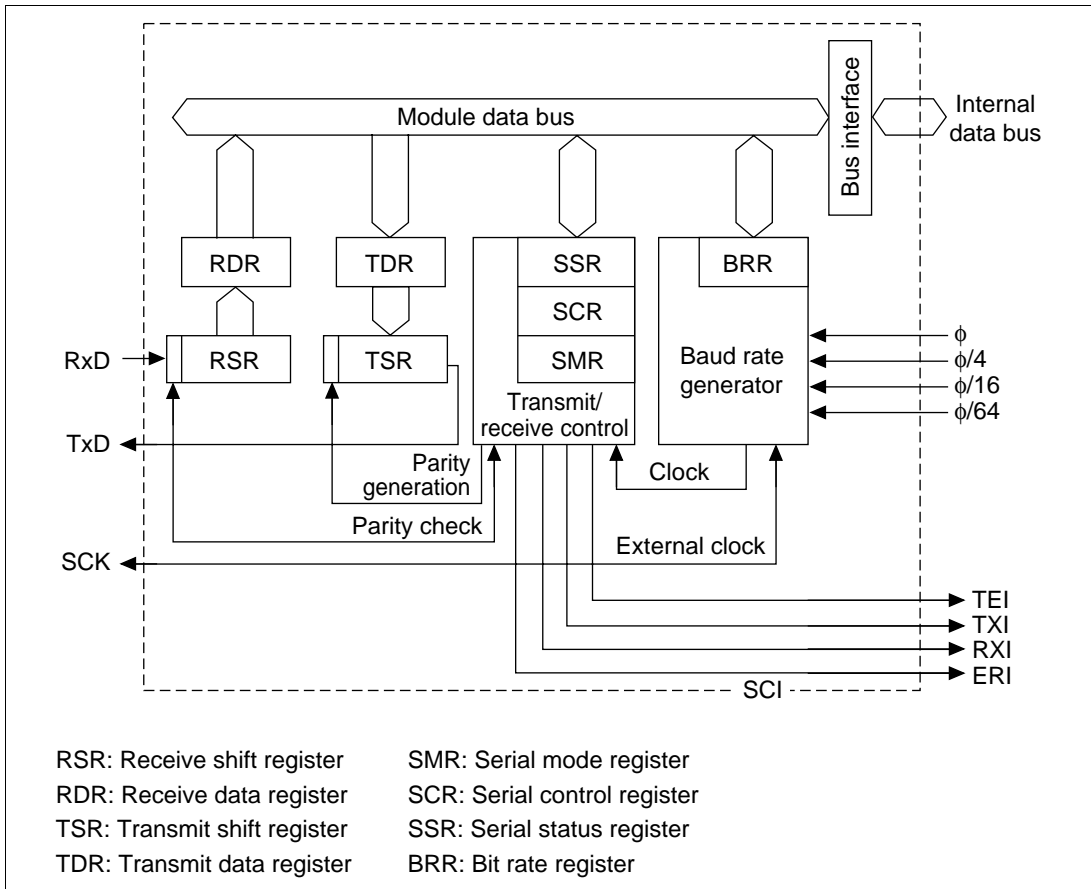 Module data bus
Bus interface
Internal
data bus
RDR
TDR
SSR
BRR
SCR
RxD
RSR
TSR
SMR
Baud rate
generator
ϕ
ϕ/4
ϕ/16
ϕ/64
Transmit/
receive control
TxD
Parity
generation
Clock
Parity check
External clock
SCK
TEI
TXI
RXI
ERI
SCI
RSR: Receive shift register
RDR: Receive data register
TSR: Transmit shift register
TDR: Transmit data register
SMR: Serial mode register
SCR: Serial control register
SSR: Serial status register
BRR: Bit rate register